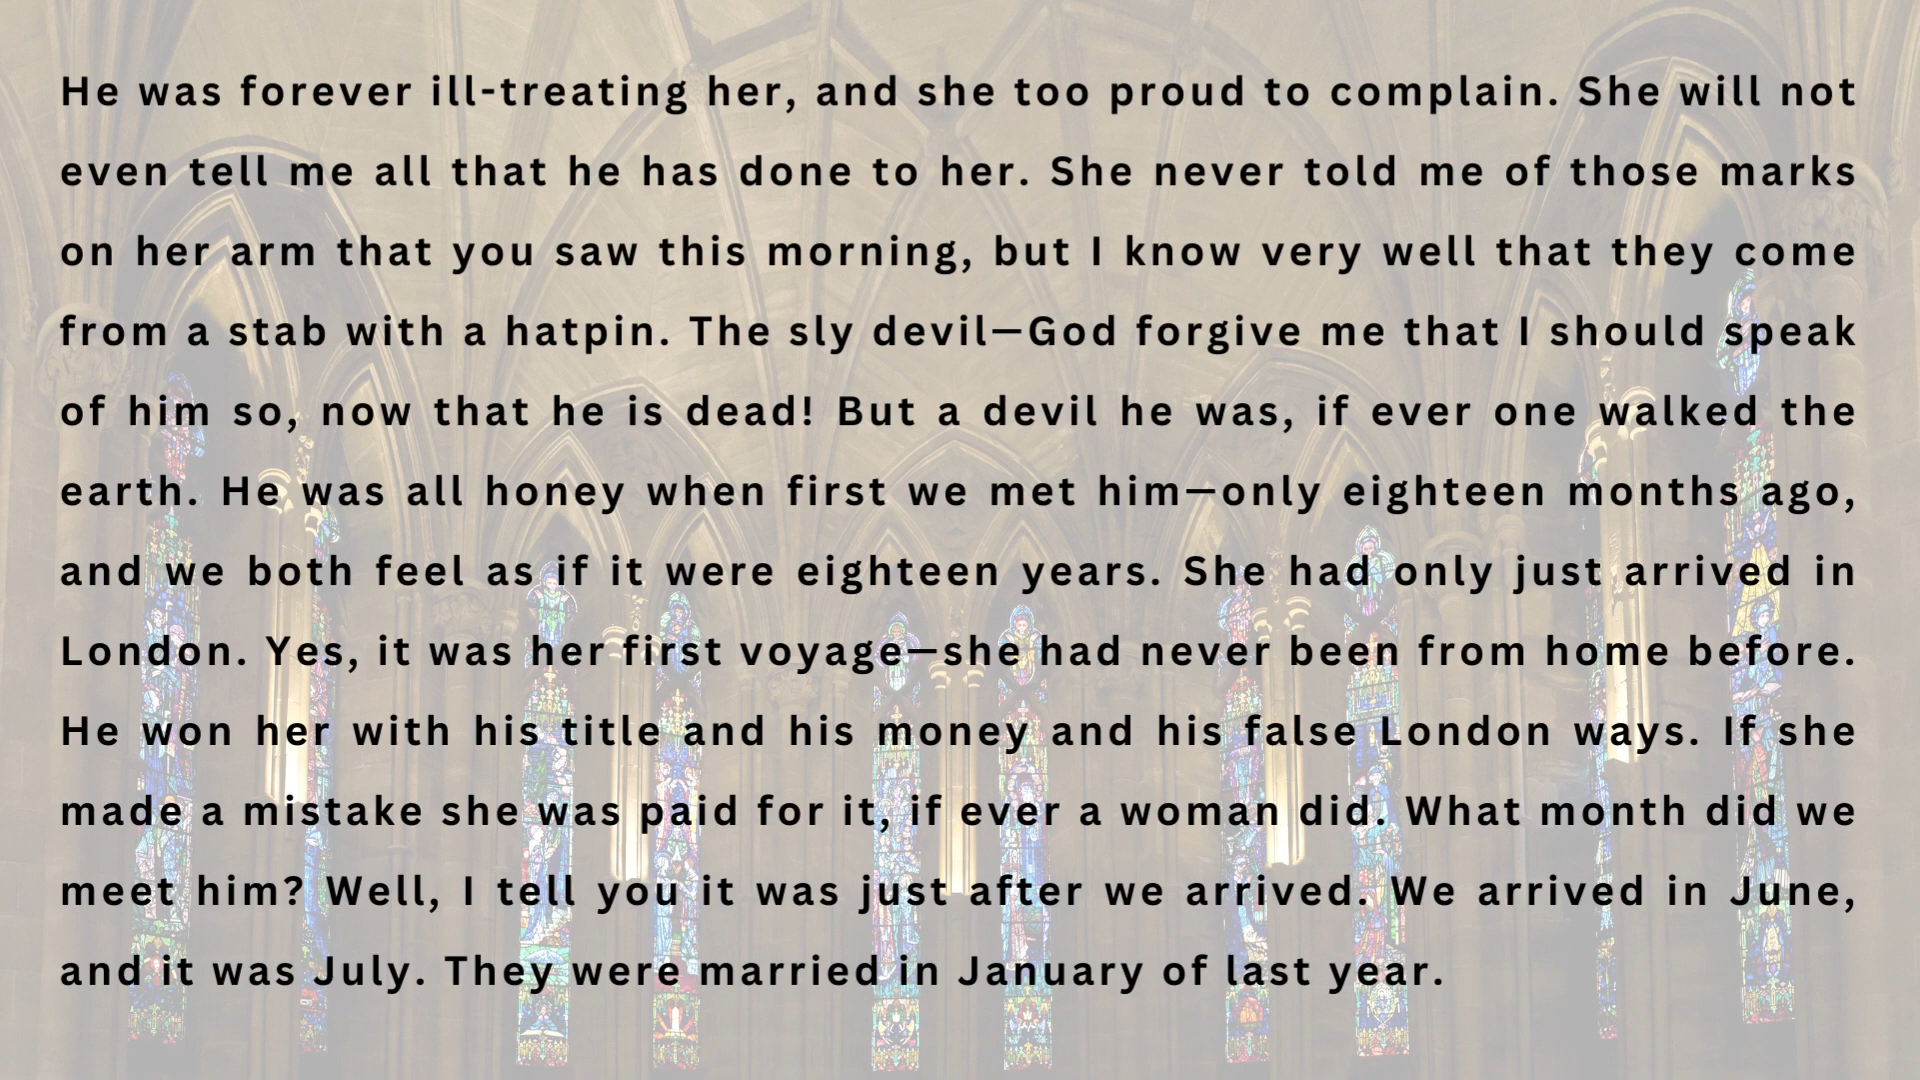 He was forever ill-treating her, and she too proud to complain. She will not
even tell me all that he has done to her. She never told me of those marks
on her arm that you saw this morning, but I know very well that they come
from a stab with a hatpin. The sly devil—God forgive me that I should speak
of him so, now that he is dead! But a devil he was, if ever one walked the
earth. He was all honey when first we met him—only eighteen months ago,
and we both feel as if it were eighteen years. She had only just arrived in
London. Yes, it was her first voyage—she had never been from home before.
He won her with his title and his money and his false London ways. If she
made a mistake she was paid for it, if ever a woman did. What month did we
meet him? Well, I tell you it was just after we arrived. We arrived in June,
and it was July. They were married in January of last year.